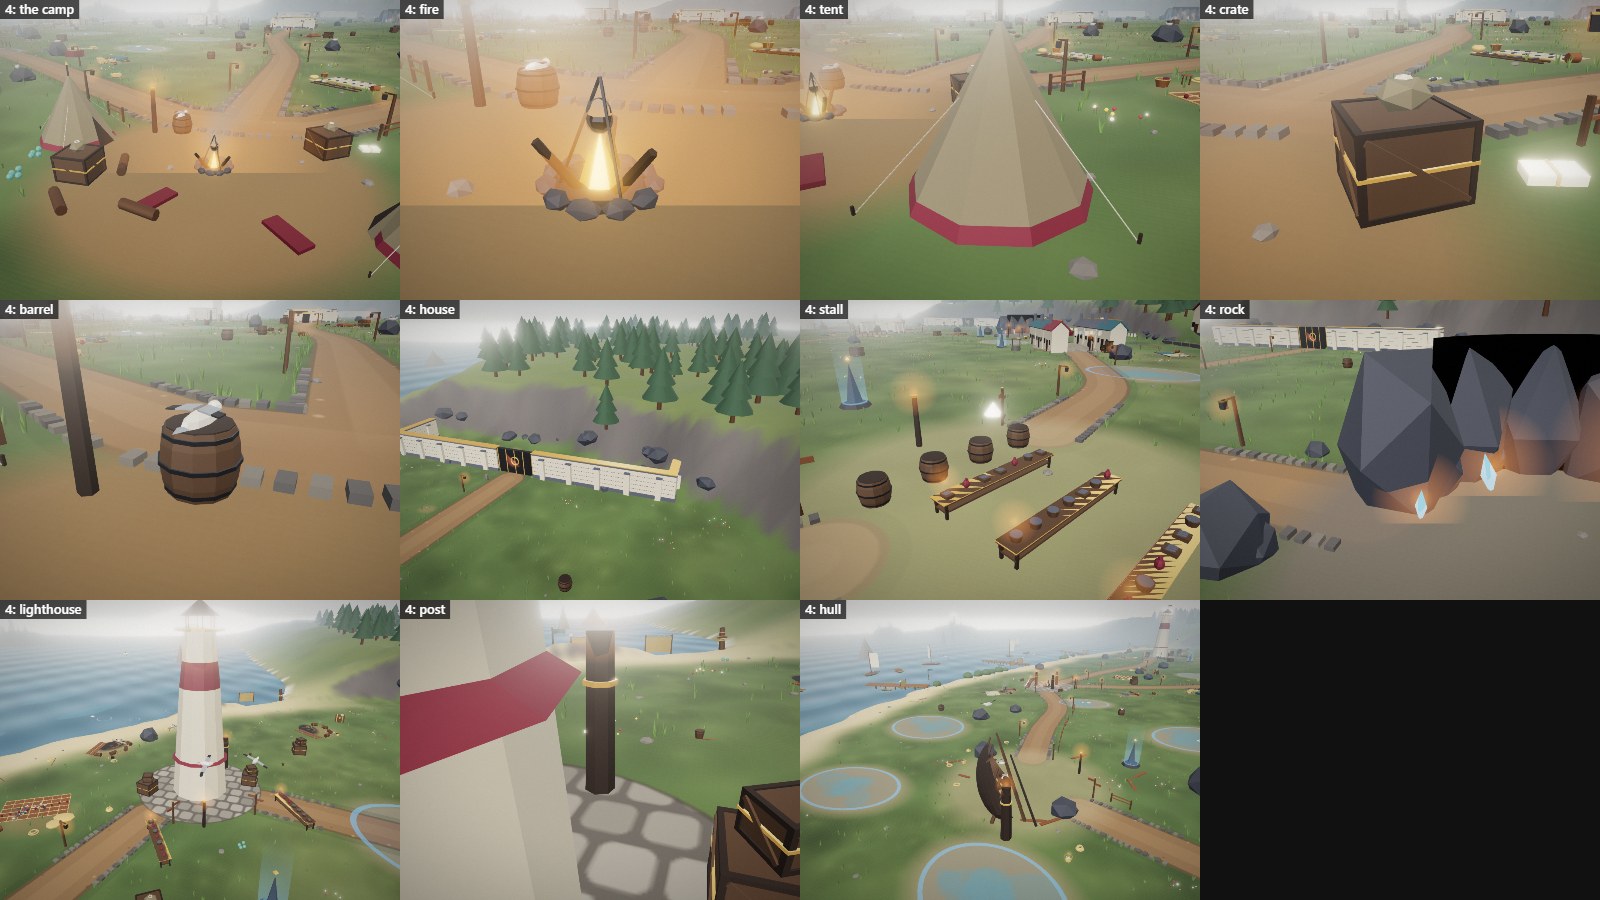 4: the camp
4: fire
4: tent
4: crate
4: barrel
4: house
4: stall
4: rock
4: lighthouse
4: post
4: hull